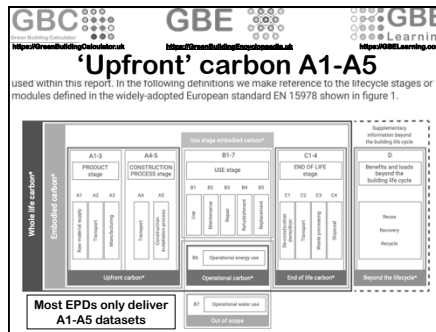 GBC
Green Building Calculator
https://GreenBuildingCalculator.uk
GBE
https://GreenBuildingEncyclopaedia.uk
GBE
Learnin
https://GBELearning.co
'Upfront' carbon A1-A5
used within this report. In the following definitions we make reference to the lifecycle stages or
modules defined in the widely-adopted European standard EN 15978 shown in figure 1.
Whole life carbon*
Embodied carbon*
Use stage embodied carbon*
Supplementary
information beyond
the building life cycle
A1-3
PRODUCT
stage
A1
A2
A3
Raw material supply
Transport
Manufacturing
A4-5
CONSTRUCTION
PROCESS stage
A4
A5
Transport
Construction
installation process
Upfront carbon*
B1-7
USE stage
B1
B2
B3
B4
B5
Use
Maintenance
Repair
Refurbishment
Replacement
B6
Operational energy use
Operational carbon*
B7
Operational water use
Out of scope
C1-4
END OF LIFE
stage
C1
C2
C3
C4
De-construction
demolition
Transport
Waste processing
Disposal
End of life carbon*
D
Benefits and loads
beyond the
building life cycle
Reuse
Recovery
Recycle
Beyond the lifecycle*
Most EPDs only deliver
A1-A5 datasets